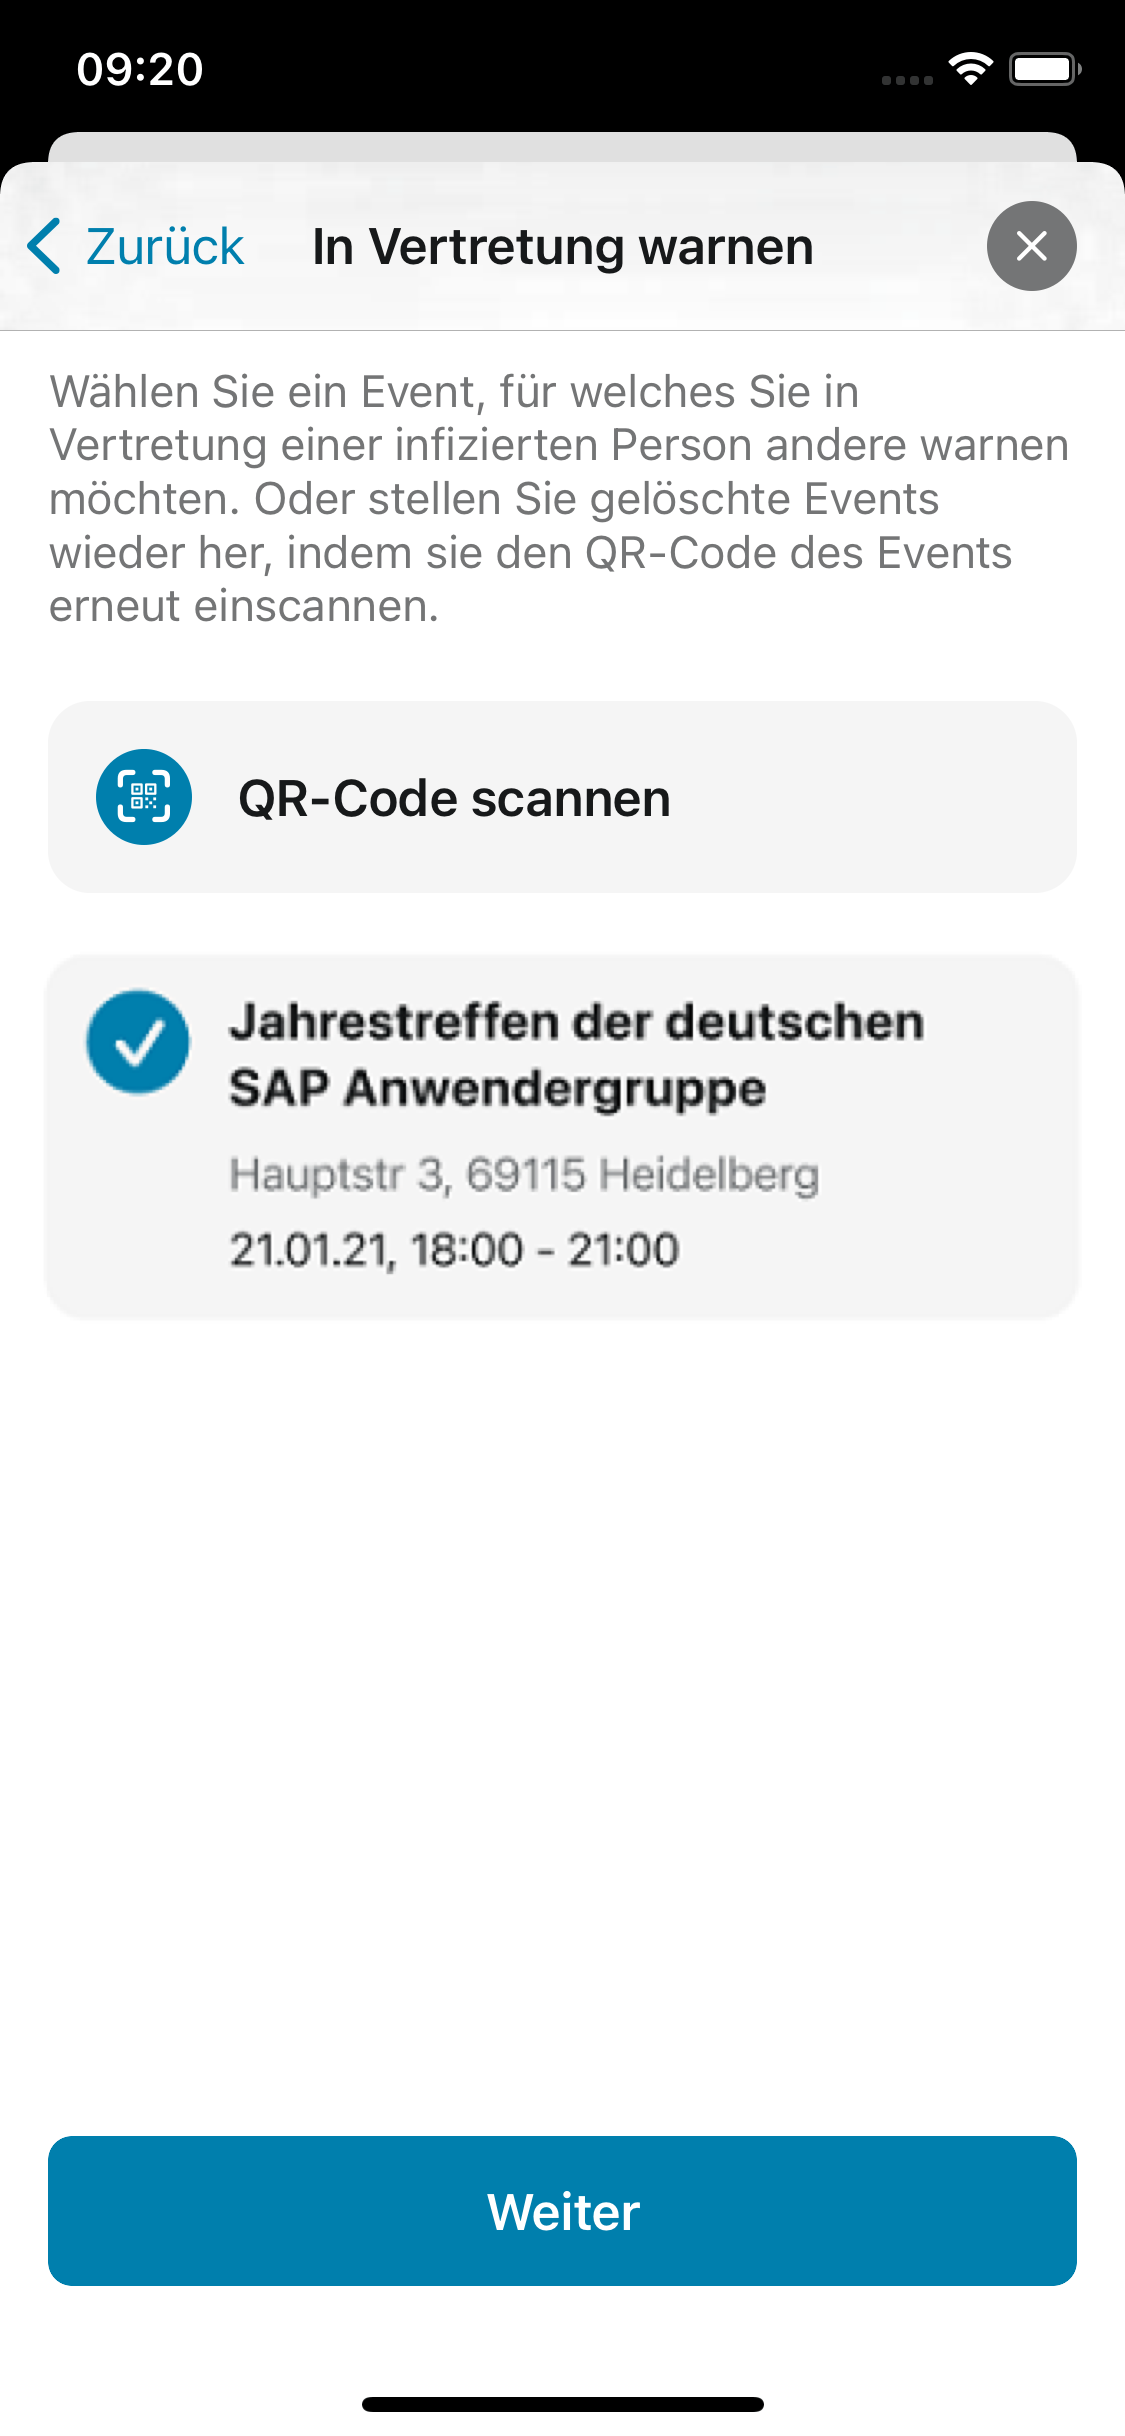 09:20
Zurück
In Vertretung warnen
Wählen Sie ein Event, für welches Sie in
Vertretung einer infizierten Person andere warnen
möchten. Oder stellen Sie gelöschte Events
wieder her, indem sie den QR-Code des Events
erneut einscannen.
QR-Code scannen
Jahrestreffen der deutschen
SAP Anwendergruppe
Hauptstr 3, 69115 Heidelberg
21.01.21, 18:00 - 21:00
Weiter